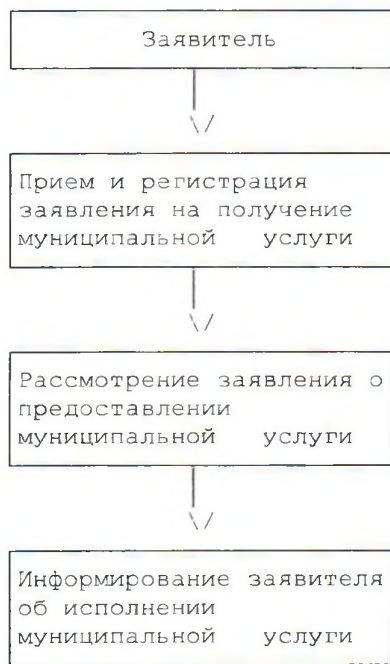 Заявитель
Прием и регистрация
заявления на получение
муниципальной услуги
Рассмотрение заявления о
предоставлении
муниципальной услуги
Информирование заявителя
об исполнении
муниципальной услуги